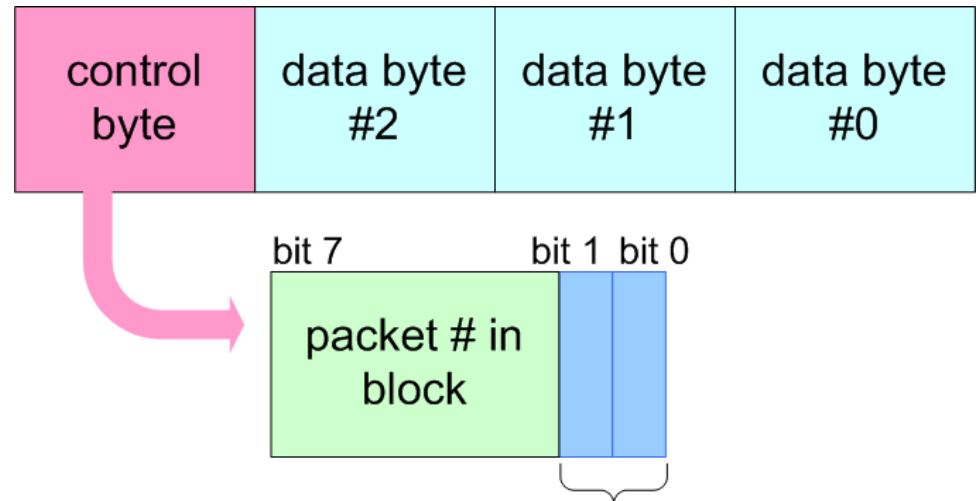 control
byte
data byte
#2
data byte
#1
data byte
#0
bit 7
bit 1
bit 0
packet # in
block